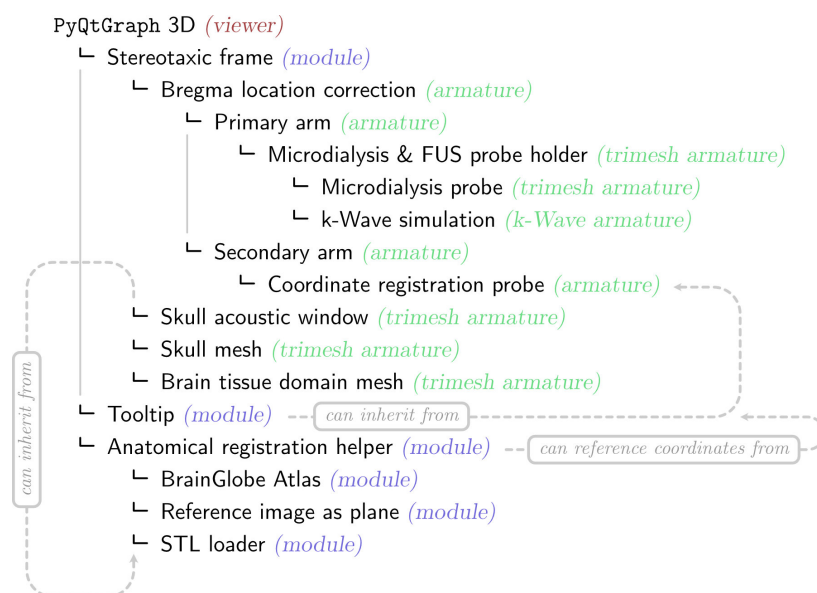 PyQtGraph 3D (viewer)
Stereotaxic frame (module)
Bregma location correction (armature)
Primary arm (armature)
Microdialysis & FUS probe holder (trimesh armature)
Microdialysis probe (trimesh armature)
k-Wave simulation (k-Wave armature)
Secondary arm (armature)
Coordinate registration probe (armature)
Skull acoustic window (trimesh armature)
Skull mesh (trimesh armature)
Brain tissue domain mesh (trimesh armature)
Tooltip (module) can inherit from
Anatomical registration helper (module) can reference coordinates from
BrainGlobe Atlas (module)
Reference image as plane (module)
STL loader (module)
can inherit from